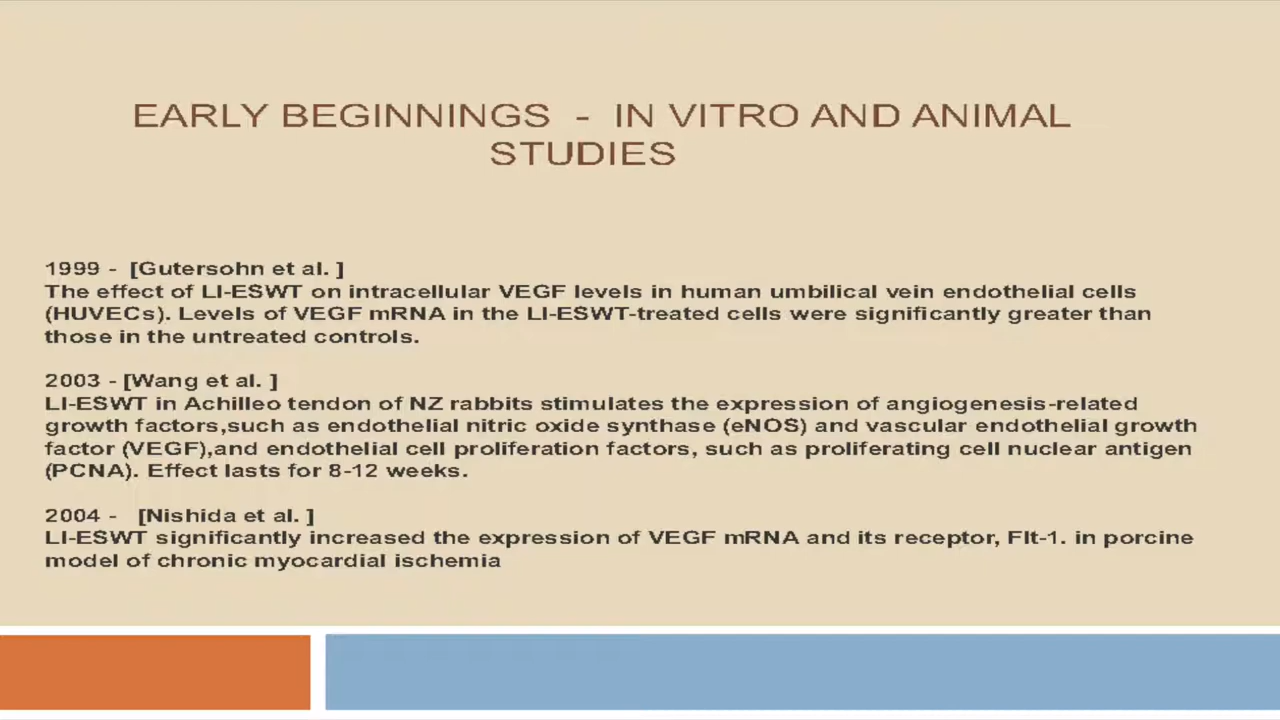 EARLY BEGINNINGS - IN VITRO AND ANIMAL
STUDIES
1999 - [Gutersohn et al. ]
The effect of LI-ESWT on intracellular VEGF levels in human umbilical vein endothelial cells
(HUVECs). Levels of VEGF mRNA in the LI-ESWT-treated cells were significantly greater than
those in the untreated controls.
2003 - [Wang et al. ]
LI-ESWT in Achilleo tendon of NZ rabbits stimulates the expression of angiogenesis-related
growth factors,such as endothelial nitric oxide synthase (eNOS) and vascular endothelial growth
factor (VEGF),and endothelial cell proliferation factors, such as proliferating cell nuclear antigen
(PCNA). Effect lasts for 8-12 weeks.
2004 - [Nishida et al. ]
LI-ESWT significantly increased the expression of VEGF mRNA and its receptor, Flt-1. in porcine
model of chronic myocardial ischemia